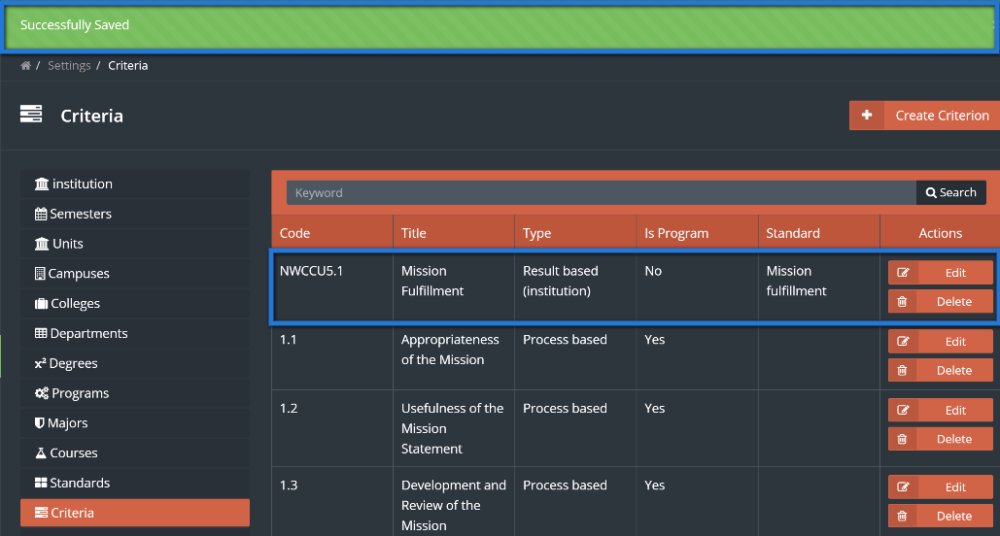 Successfully Saved
/ Settings / Criteria
Criteria
Create Criterion
institution
Semesters
Units
Campuses
Colleges
Departments
x² Degrees
Programs
Majors
Courses
Standards
Criteria
Keyword
Search
Code Title Type Is Program Standard Actions
NWCCU5.1 Mission Result based No Mission Edit
Fulfillment (institution) fulfillment Delete
1.1 Appropriateness Process based Yes Edit
of the Mission Delete
1.2 Usefulness of the Process based Yes Edit
Mission Delete
Statement
1.3 Development and Process based Yes Edit
Review of the Delete
Mission